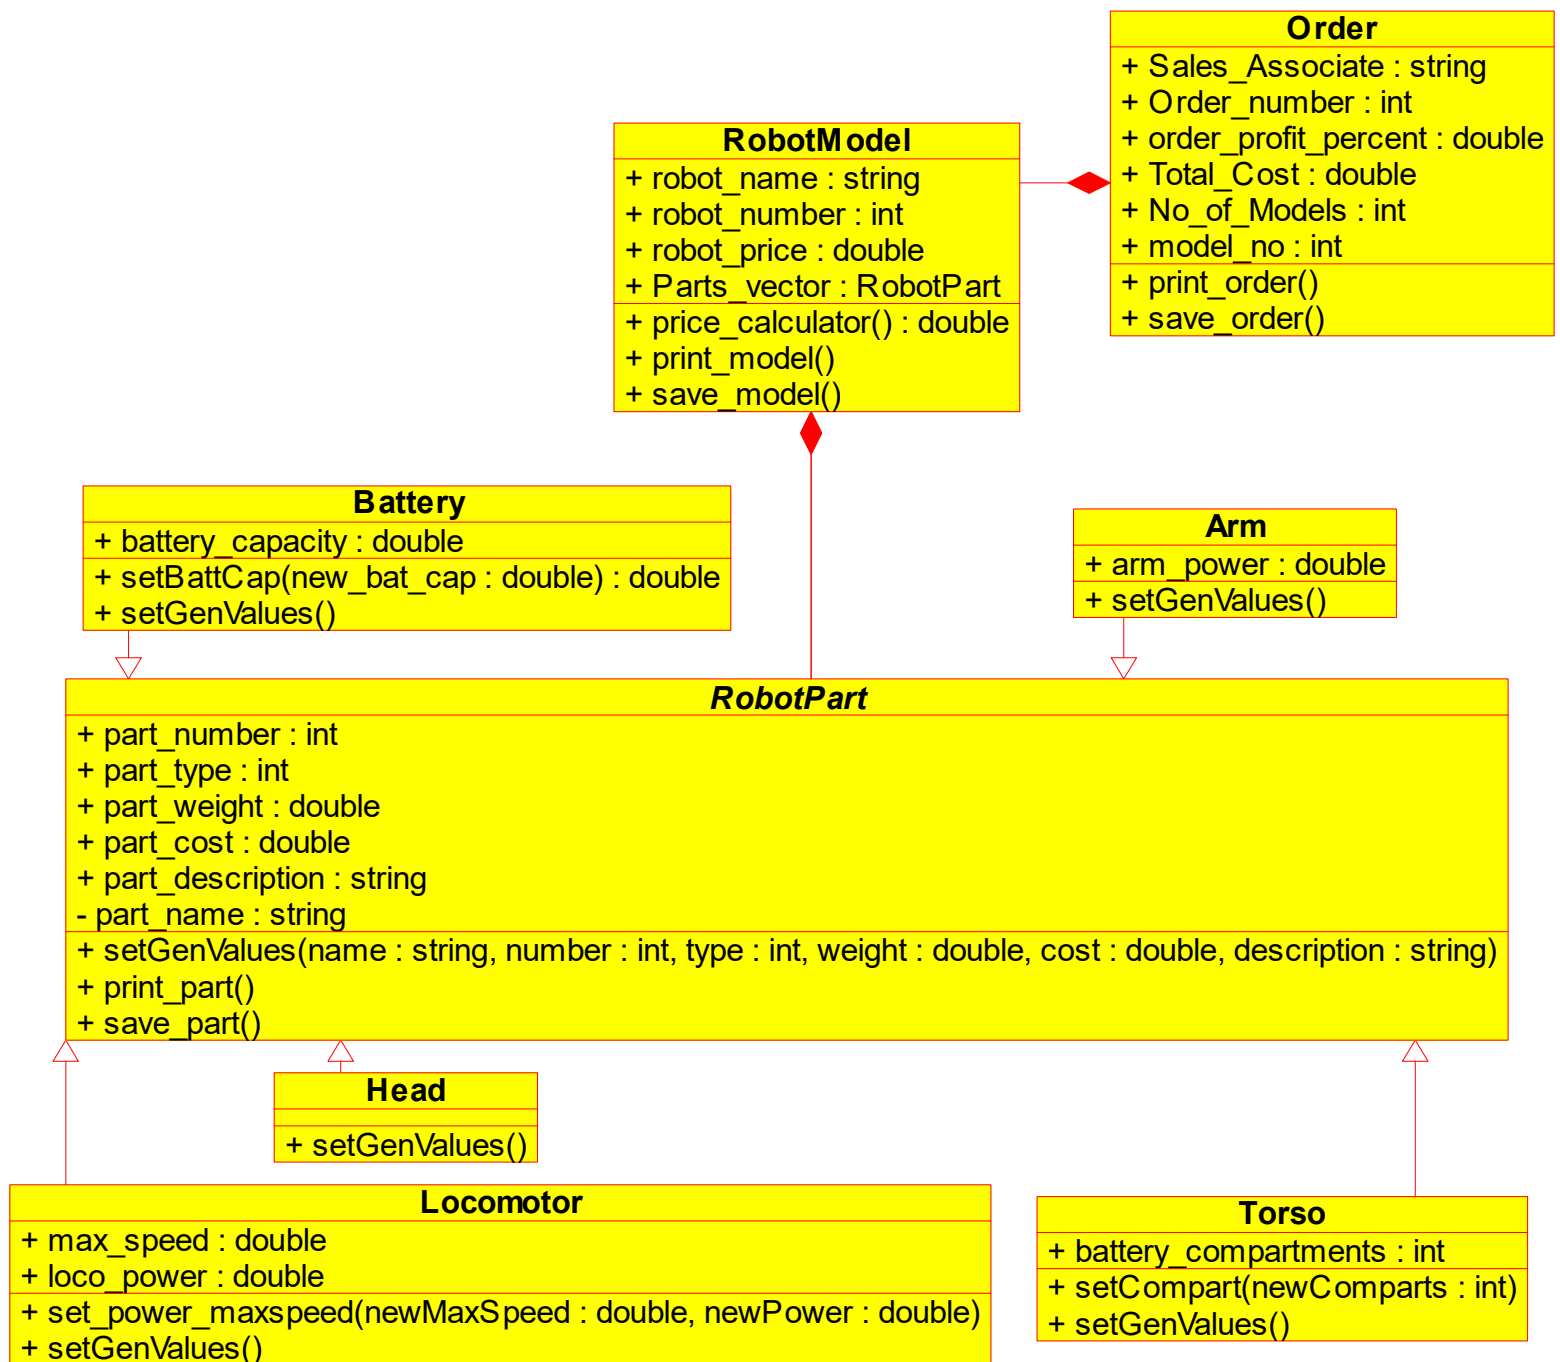 Order
+ Sales_Associate : string
+ Order_number : int
+ order_profit_percent : double
+ Total_Cost : double
+ No_of_Models : int
+ model_no : int
+ print_order()
+ save_order()
RobotModel
+ robot_name : string
+ robot_number : int
+ robot_price : double
+ Parts_vector : RobotPart
+ price_calculator() : double
+ print_model()
+ save_model()
Battery
+ battery_capacity : double
+ setBattCap(new_bat_cap : double) : double
+ setGenValues()
Arm
+ arm_power : double
+ setGenValues()
RobotPart
+ part_number : int
+ part_type : int
+ part_weight : double
+ part_cost : double
+ part_description : string
- part_name : string
+ setGenValues(name : string, number : int, type : int, weight : double, cost : double, description : string)
+ print_part()
+ save_part()
Head
+ setGenValues()
Locomotor
+ max_speed : double
+ loco_power : double
+ set_power_maxspeed(newMaxSpeed : double, newPower : double)
+ setGenValues()
Torso
+ battery_compartments : int
+ setCompart(newComparts : int)
+ setGenValues()